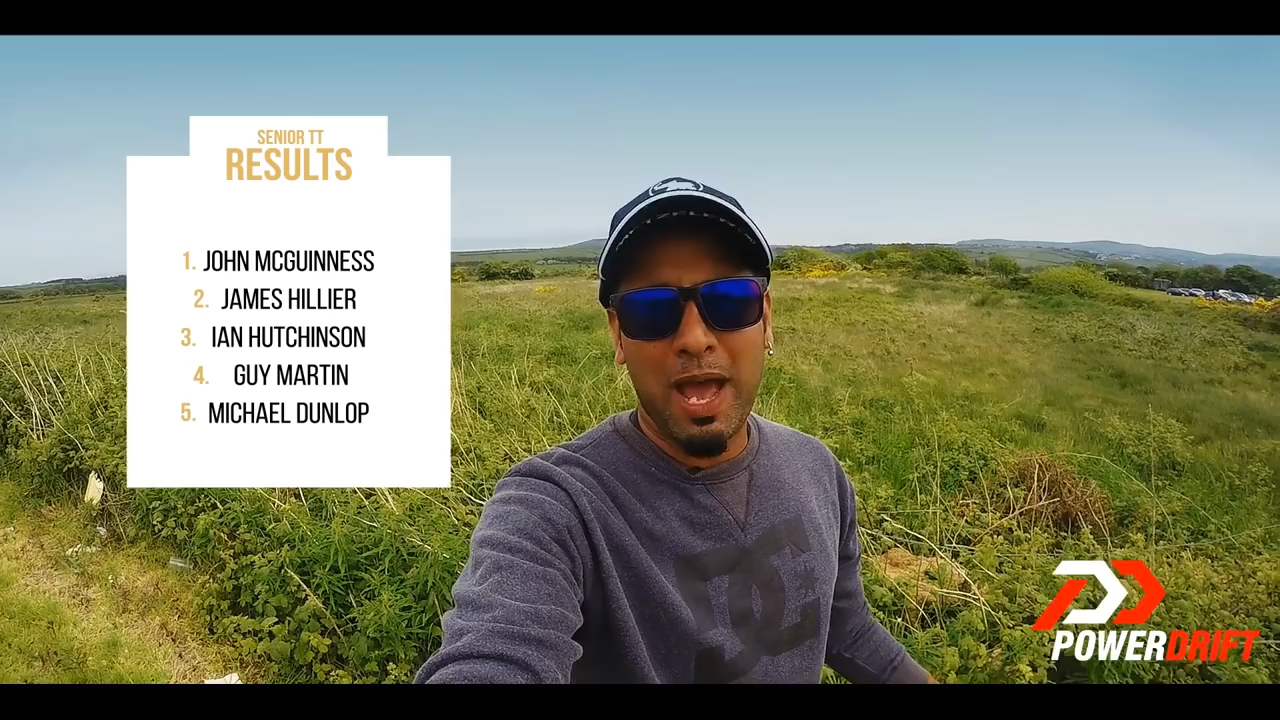 SENIOR TT
RESULTS
1. JOHN MCGUINNESS
2. JAMES HILLIER
3. IAN HUTCHINSON
4. GUY MARTIN
5. MICHAEL DUNLOP
DC
POWERDRIFT